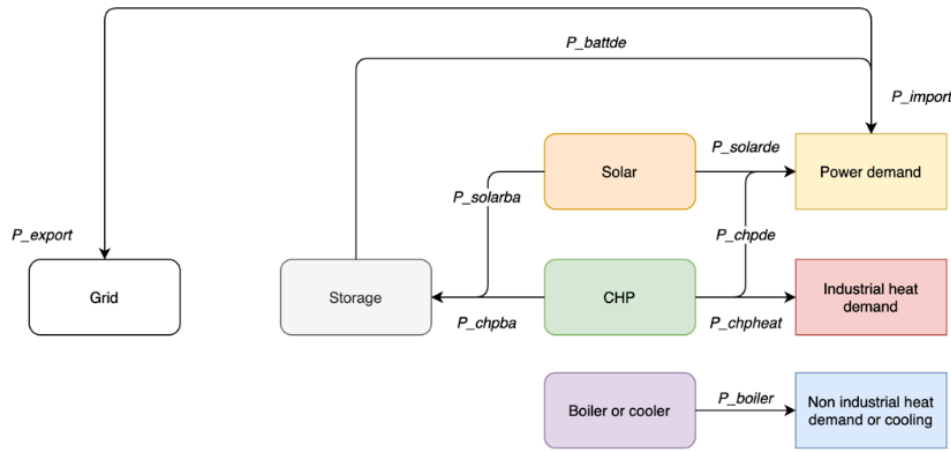 P_battde
P_import
Solar
P_solarde
Power demand
P_solarba
P_chpde
P_export
Grid
Storage
CHP
Industrial heat
demand
P_chpba
P_chpheat
Boiler or cooler
P_boiler
Non industrial heat
demand or cooling